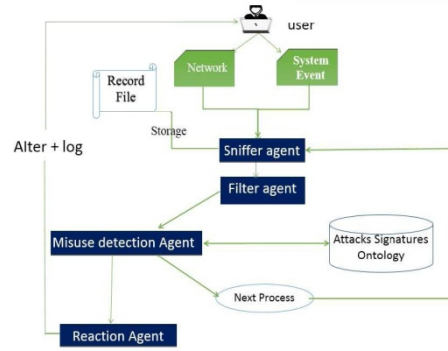 user
Network
System
Event
Record
File
Storage
Alter + log
Sniffer agent
Filter agent
Misuse detection Agent
Attacks Signatures
Ontology
Next Process
Reaction Agent